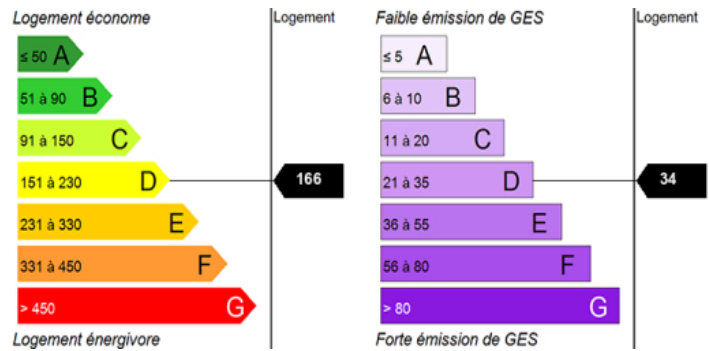 Logement économe
Logement
≤ 50 A
51 à 90 B
91 à 150 C
151 à 230 D
166
231 à 330 E
331 à 450 F
> 450 G
Logement énergivore
Faible émission de GES
Logement
≤ 5 A
6 à 10 B
11 à 20 C
21 à 35 D
34
36 à 55 E
56 à 80 F
> 80 G
Forte émission de GES